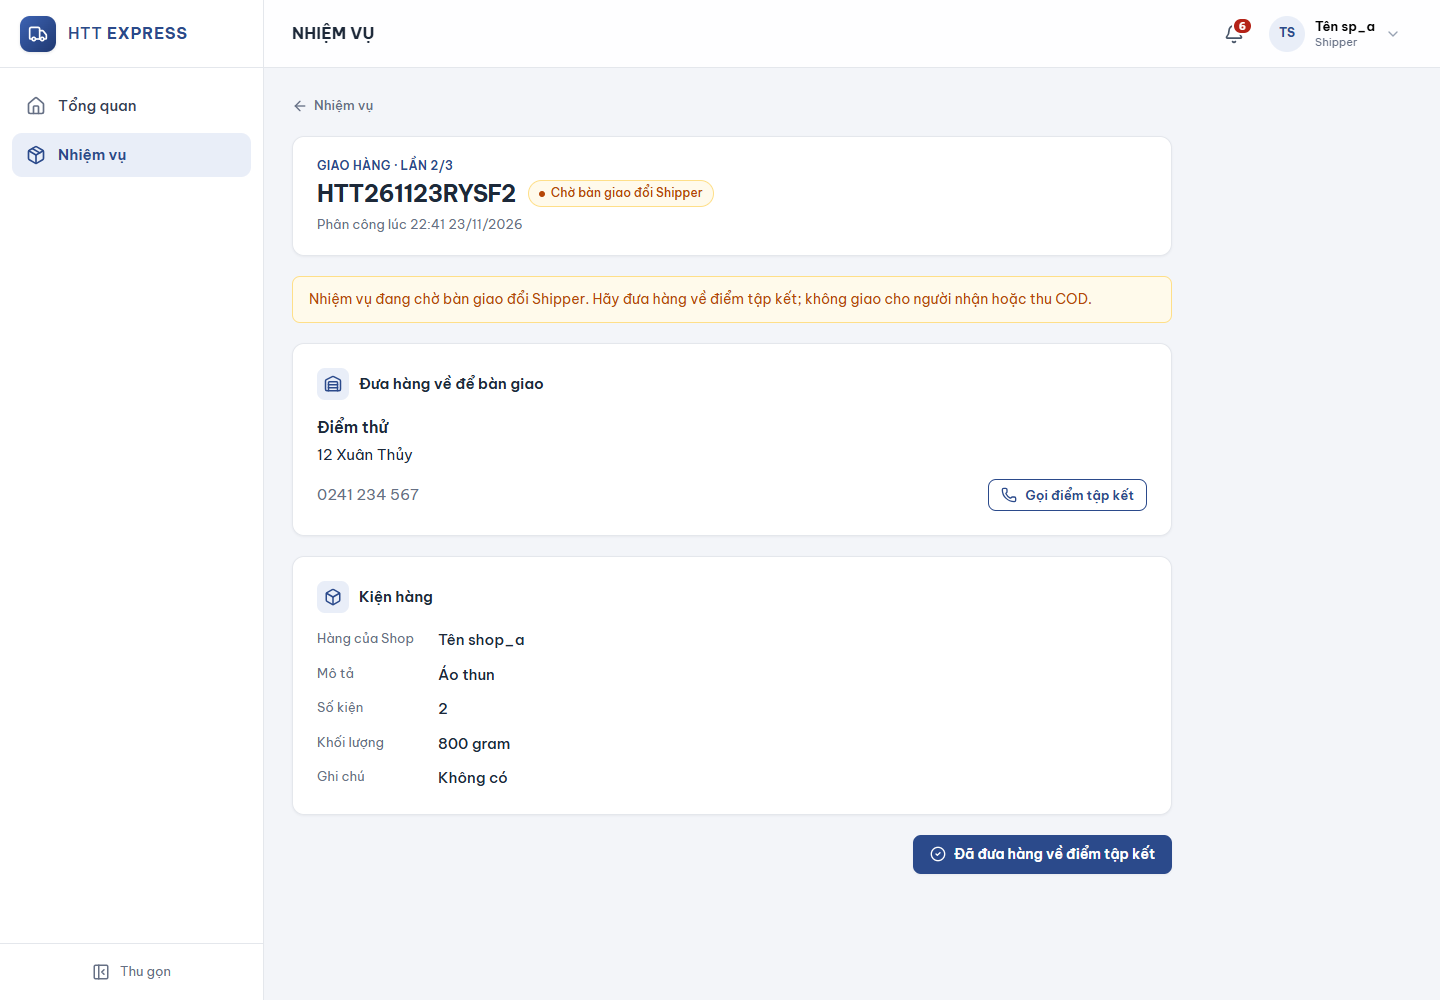 HTT EXPRESS
NHIỆM VỤ
6
TS
Tên sp_a
Shipper
Tổng quan
Nhiệm vụ
Nhiệm vụ
GIAO HÀNG · LẦN 2/3
HTT261123RYSF2
Chờ bàn giao đổi Shipper
Phân công lúc 22:41 23/11/2026
Nhiệm vụ đang chờ bàn giao đổi Shipper. Hãy đưa hàng về điểm tập kết; không giao cho người nhận hoặc thu COD.
Đưa hàng về để bàn giao
Điểm thử
12 Xuân Thủy
0241 234 567
Gọi điểm tập kết
Kiện hàng
Hàng của Shop Tên shop_a
Mô tả Áo thun
Số kiện 2
Khối lượng 800 gram
Ghi chú Không có
Đã đưa hàng về điểm tập kết
Thu gọn